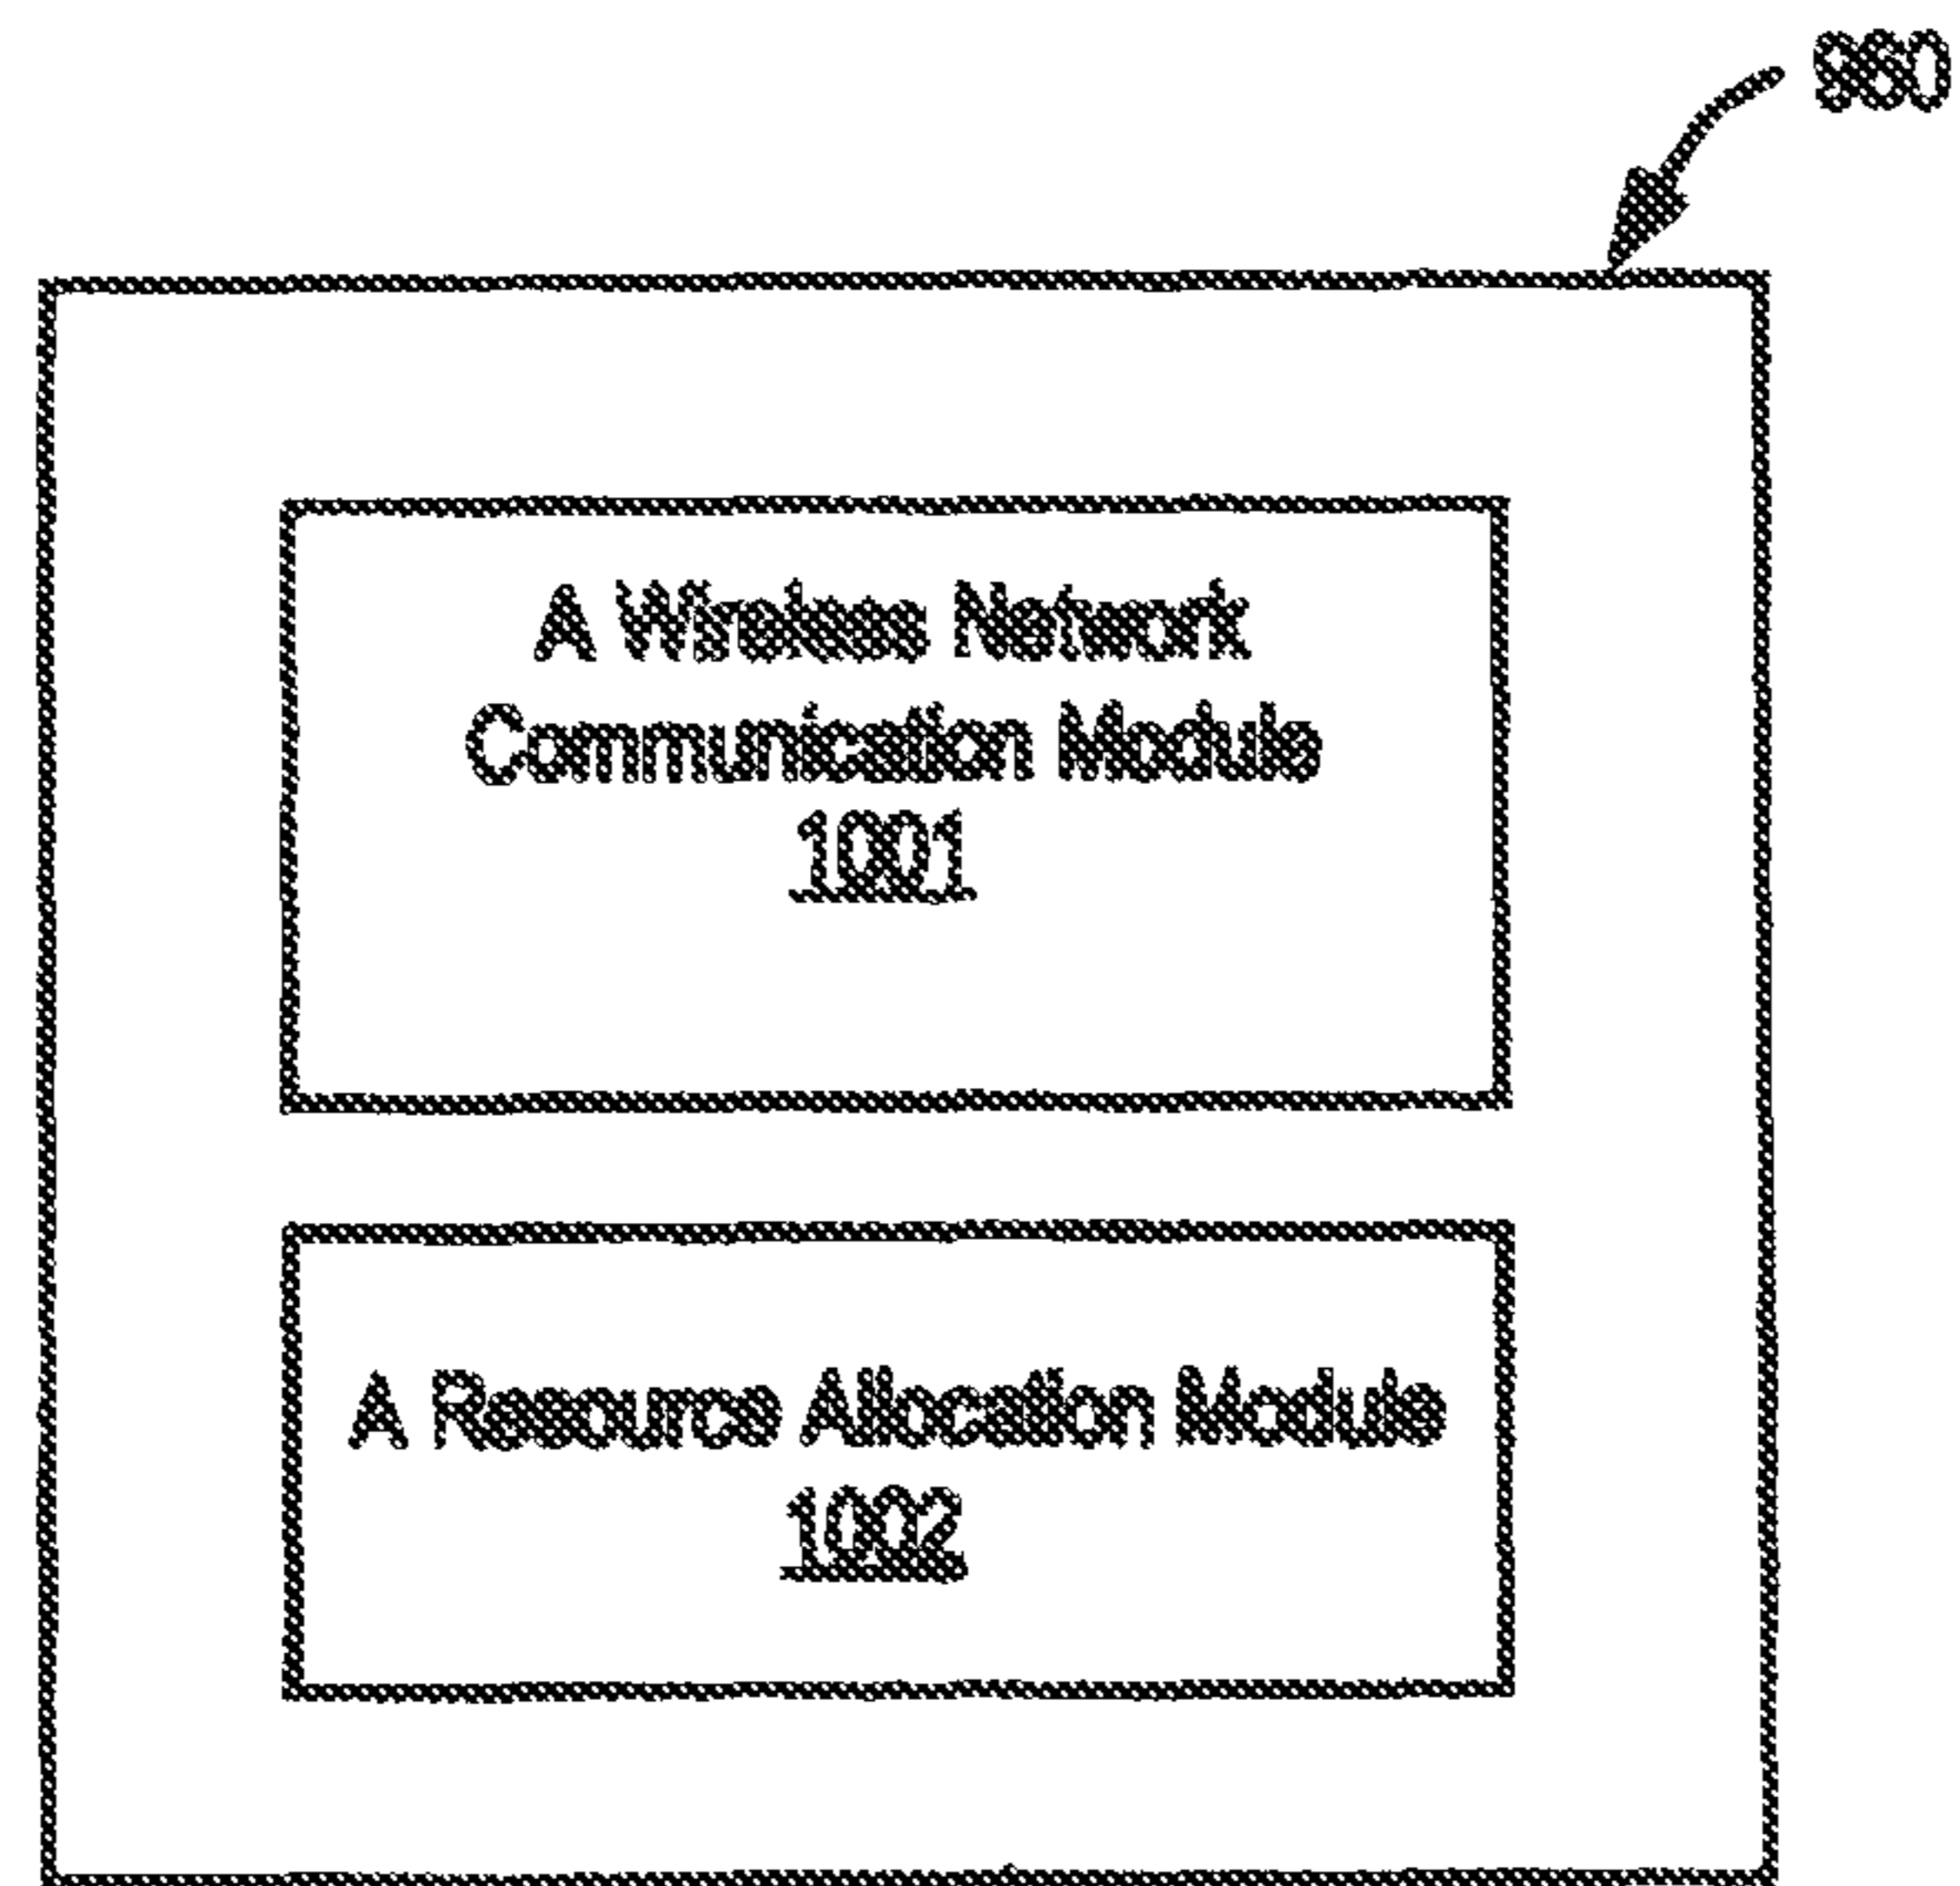 960
A Wireless Network
Communication Module
1001
A Resource Allocation Module
1002